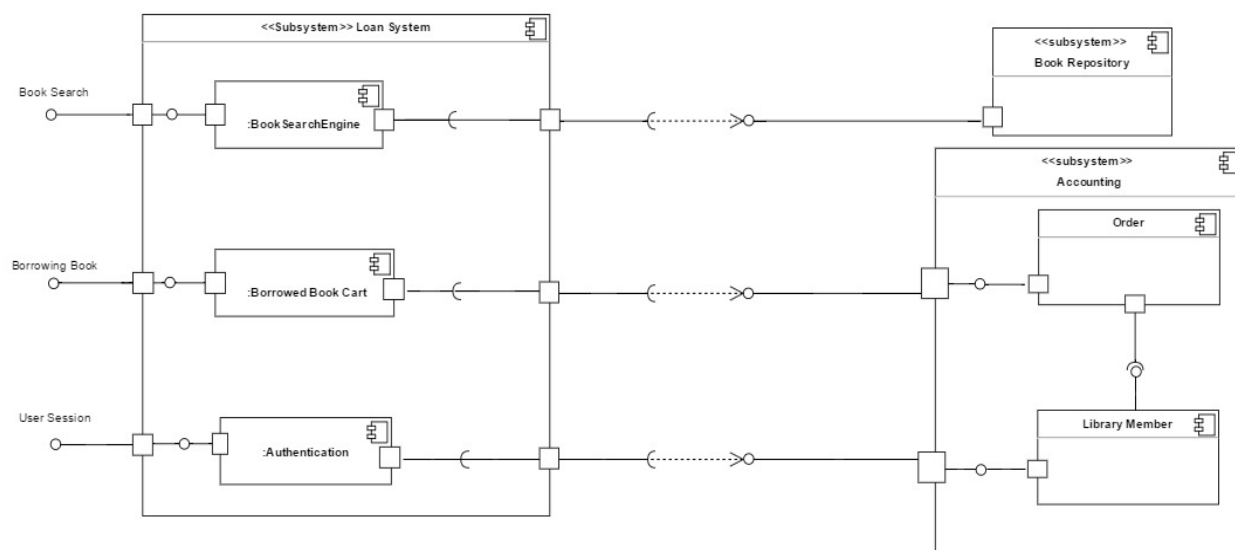 <<Subsystem>> Loan System
<<subsystem>>
Book Repository
Book Search
:BookSearchEngine
<<subsystem>>
Accounting
Order
Borrowing Book
:Borrowed Book Cart
User Session
:Authentication
Library Member